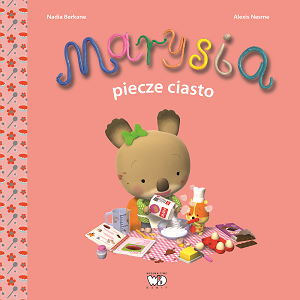 Nadia Berkane
Alexis Nesme
Marysia
piecze ciasto